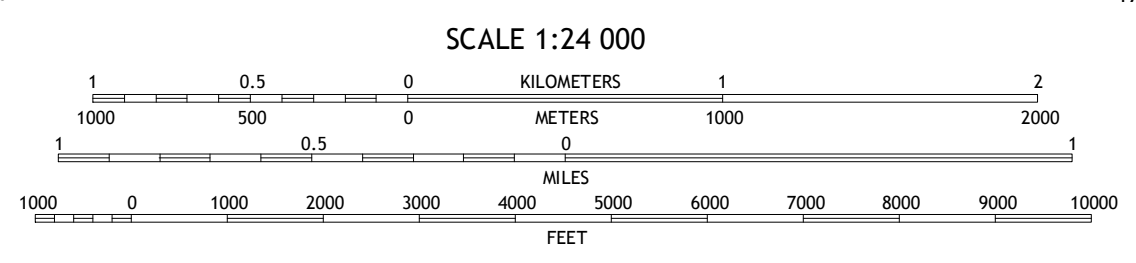 SCALE 1:24 000
1 0.5 0 KILOMETERS 1 2
1000 500 0 METERS 1000 2000
1 0.5 0 1
MILES
1000 0 1000 2000 3000 4000 5000 6000 7000 8000 9000 10000
FEET